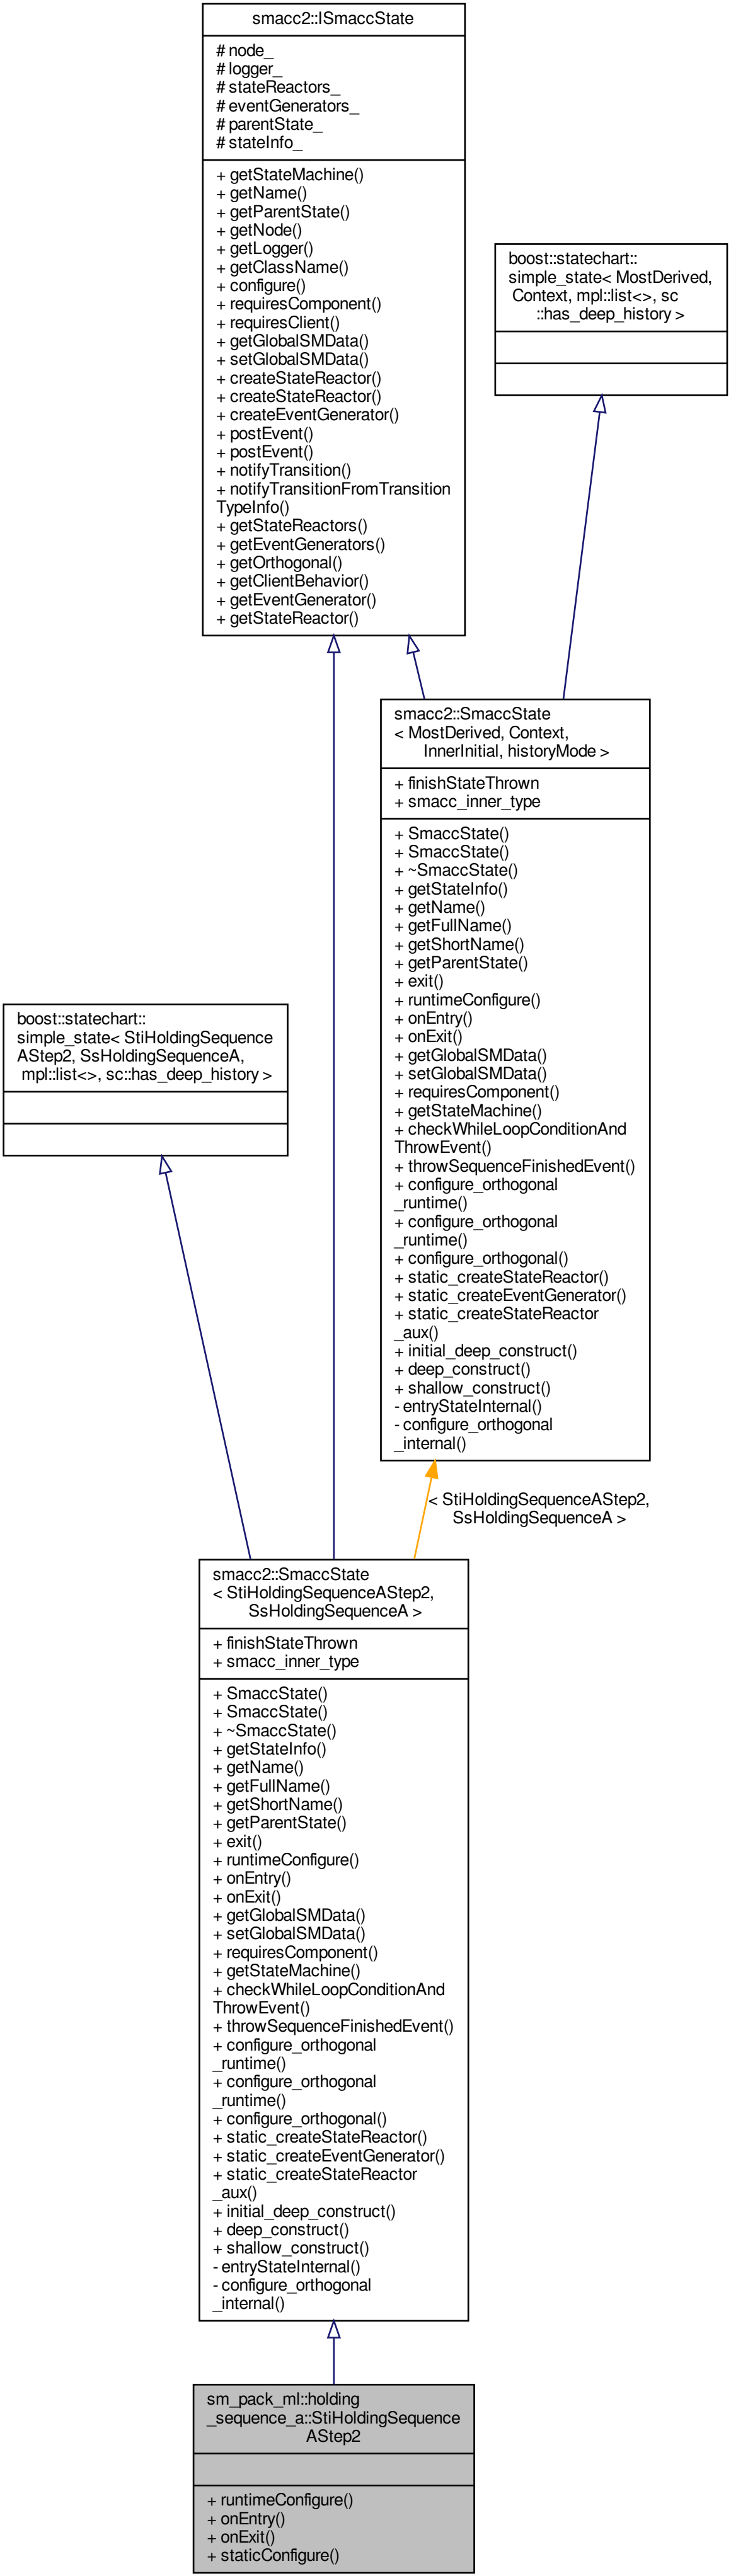 smacc2::ISmaccState
# node_
# logger_
# stateReactors_
# eventGenerators_
# parentState_
# stateInfo_
+ getStateMachine()
+ getName()
+ getParentState()
+ getNode()
+ getLogger()
+ getClassName()
+ configure()
+ requiresComponent()
+ requiresClient()
+ getGlobalSMData()
+ setGlobalSMData()
+ createStateReactor()
+ createStateReactor()
+ createEventGenerator()
+ postEvent()
+ postEvent()
+ notifyTransition()
+ notifyTransitionFromTransition
TypeInfo()
+ getStateReactors()
+ getEventGenerators()
+ getOrthogonal()
+ getClientBehavior()
+ getEventGenerator()
+ getStateReactor()
boost::statechart::
simple_state< MostDerived,
Context, mpl::list<>, sc
::has_deep_history >
smacc2::SmaccState
< MostDerived, Context,
InnerInitial, historyMode >
+ finishStateThrown
+ smacc_inner_type
+ SmaccState()
+ SmaccState()
+ ~SmaccState()
+ getStateInfo()
+ getName()
+ getFullName()
+ getShortName()
+ getParentState()
+ exit()
+ runtimeConfigure()
+ onEntry()
+ onExit()
+ getGlobalSMData()
+ setGlobalSMData()
+ requiresComponent()
+ getStateMachine()
+ checkWhileLoopConditionAnd
ThrowEvent()
+ throwSequenceFinishedEvent()
+ configure_orthogonal
_runtime()
+ configure_orthogonal
_runtime()
+ configure_orthogonal()
+ static_createStateReactor()
+ static_createEventGenerator()
+ static_createStateReactor
_aux()
+ initial_deep_construct()
+ deep_construct()
+ shallow_construct()
- entryStateInternal()
- configure_orthogonal
_internal()
boost::statechart::
simple_state< StiHoldingSequence
AStep2, SsHoldingSequenceA,
mpl::list<>, sc::has_deep_history >
< StiHoldingSequenceAStep2,
SsHoldingSequenceA >
smacc2::SmaccState
< StiHoldingSequenceAStep2,
SsHoldingSequenceA >
+ finishStateThrown
+ smacc_inner_type
+ SmaccState()
+ SmaccState()
+ ~SmaccState()
+ getStateInfo()
+ getName()
+ getFullName()
+ getShortName()
+ getParentState()
+ exit()
+ runtimeConfigure()
+ onEntry()
+ onExit()
+ getGlobalSMData()
+ setGlobalSMData()
+ requiresComponent()
+ getStateMachine()
+ checkWhileLoopConditionAnd
ThrowEvent()
+ throwSequenceFinishedEvent()
+ configure_orthogonal
_runtime()
+ configure_orthogonal
_runtime()
+ configure_orthogonal()
+ static_createStateReactor()
+ static_createEventGenerator()
+ static_createStateReactor
_aux()
+ initial_deep_construct()
+ deep_construct()
+ shallow_construct()
- entryStateInternal()
- configure_orthogonal
_internal()
sm_pack_ml::holding
_sequence_a::StiHoldingSequence
AStep2
+ runtimeConfigure()
+ onEntry()
+ onExit()
+ staticConfigure()